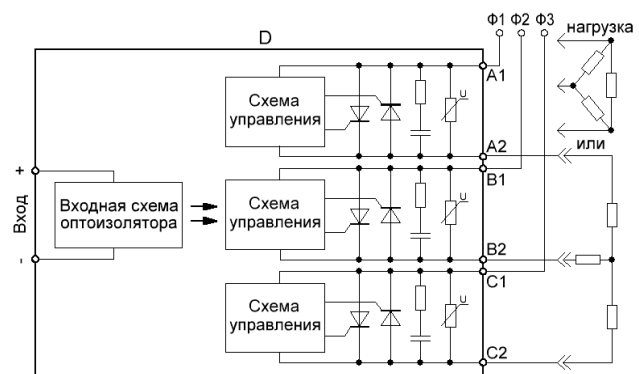 D
Ф1 Ф2 Ф3
нагрузка
или
A1
Схема
управления
U
A2
B1
+
Вход
-
Входная схема
оптоизолятора
Схема
управления
U
B2
C1
Схема
управления
U
C2